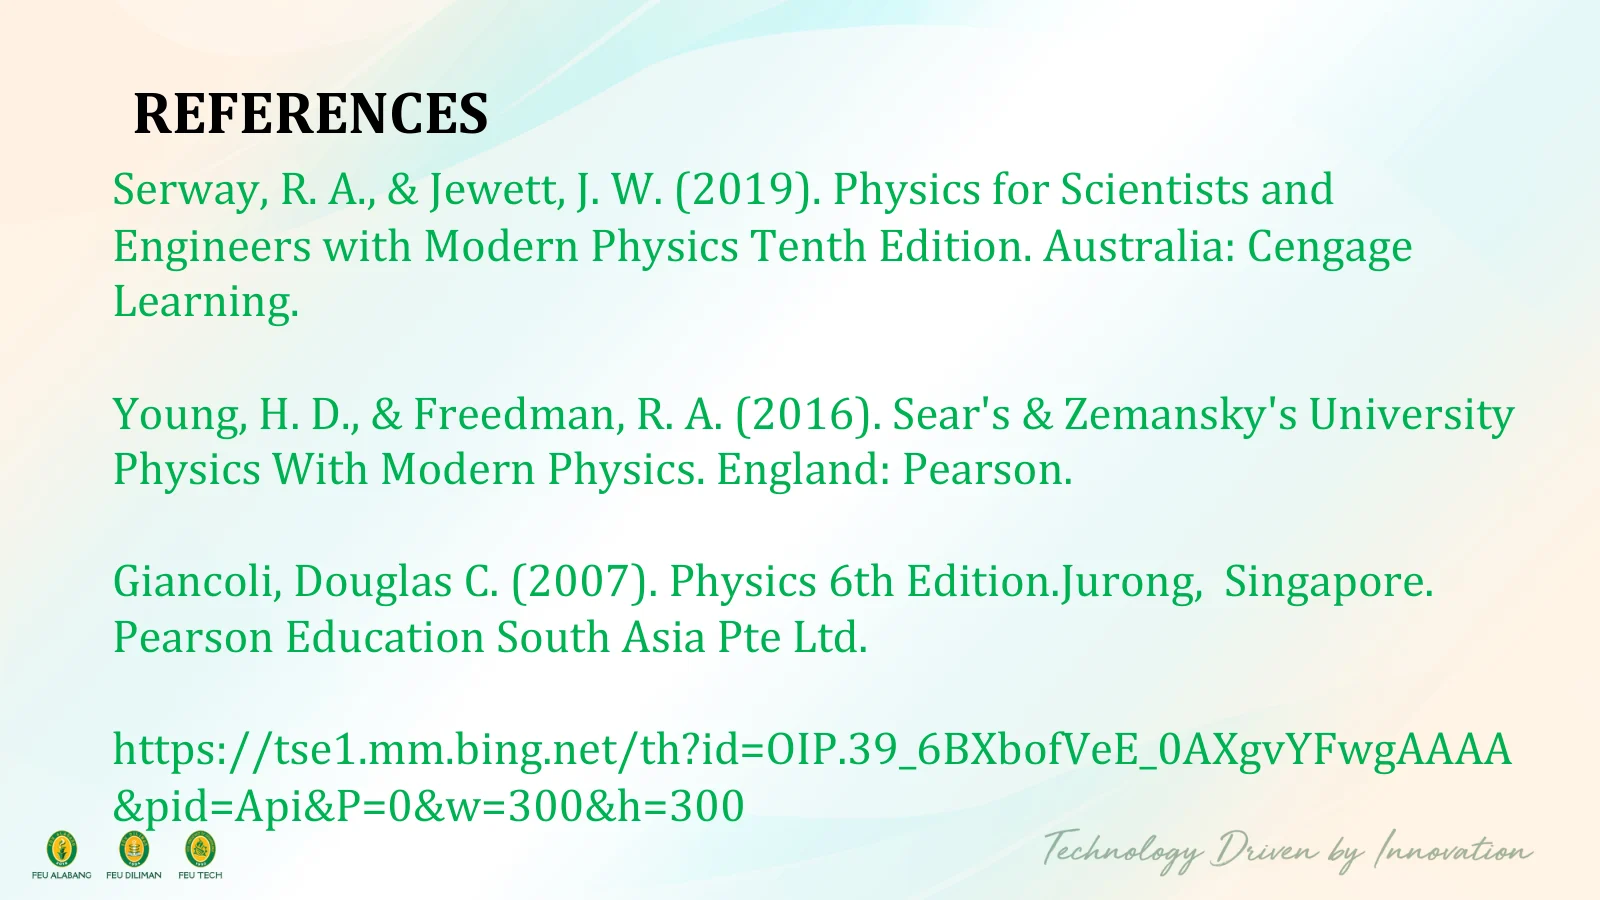 REFERENCES
Serway, R. A., & Jewett, J. W. (2019). Physics for Scientists and
Engineers with Modern Physics Tenth Edition. Australia: Cengage
Learning.
Young, H. D., & Freedman, R. A. (2016). Sear's & Zemansky's University
Physics With Modern Physics. England: Pearson.
Giancoli, Douglas C. (2007). Physics 6th Edition.Jurong,  Singapore.
Pearson Education South Asia Pte Ltd.
https://tse1.mm.bing.net/th?id=OIP.39_6BXbofVeE_0AXgvYFwgAAAA
&pid=Api&P=0&w=300&h=300
FEU ALABANG FEU DILIMAN FEU TECH
Technology Driven by Innovation